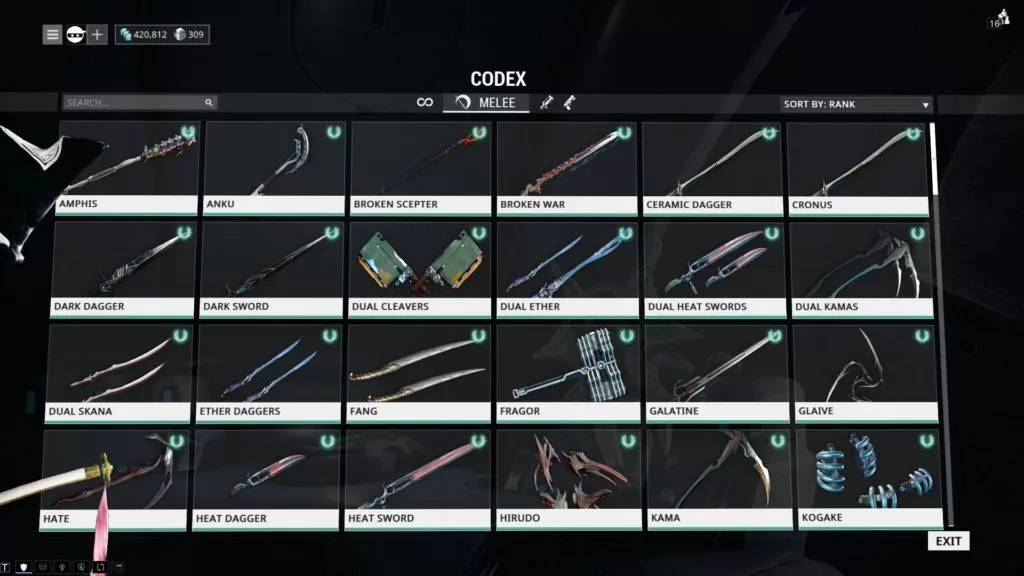 420,812 309
16
CODEX
SEARCH...
MELEE
SORT BY: RANK
AMPHIS
ANKU
BROKEN SCEPTER
BROKEN WAR
CERAMIC DAGGER
CRONUS
DARK DAGGER
DARK SWORD
DUAL CLEAVERS
DUAL ETHER
DUAL HEAT SWORDS
DUAL KAMAS
DUAL SKANA
ETHER DAGGERS
FANG
FRAGOR
GALATINE
GLAIVE
HATE
HEAT DAGGER
HEAT SWORD
HIRUDO
KAMA
KOGAKE
EXIT
T